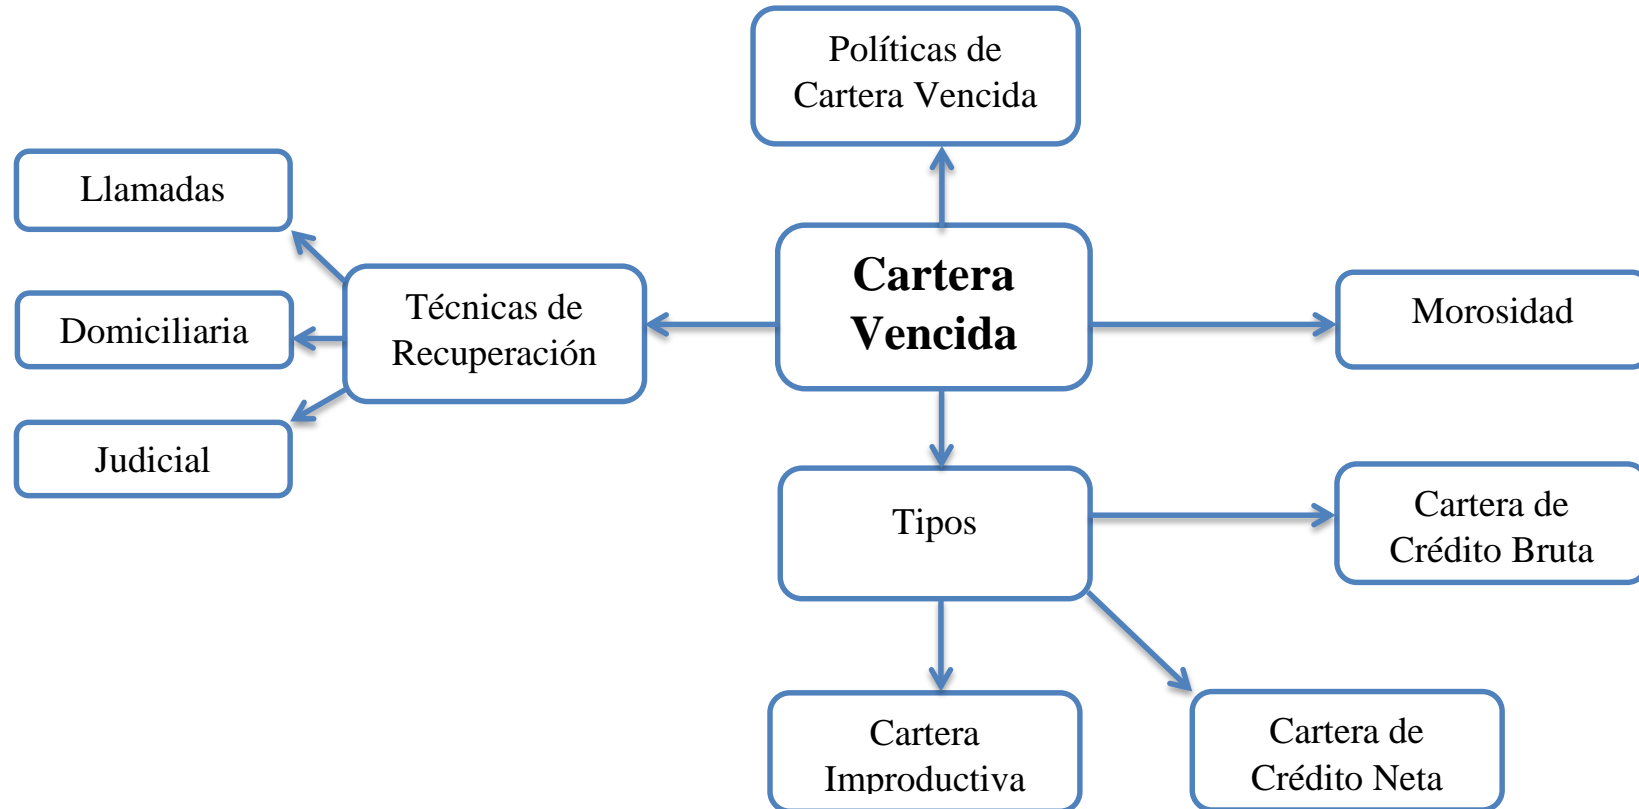 Políticas de
Cartera Vencida
Llamadas
Domiciliaria
Judicial
Técnicas de
Recuperación
Cartera
Vencida
Morosidad
Tipos
Cartera de
Crédito Bruta
Cartera
Improductiva
Cartera de
Crédito Neta